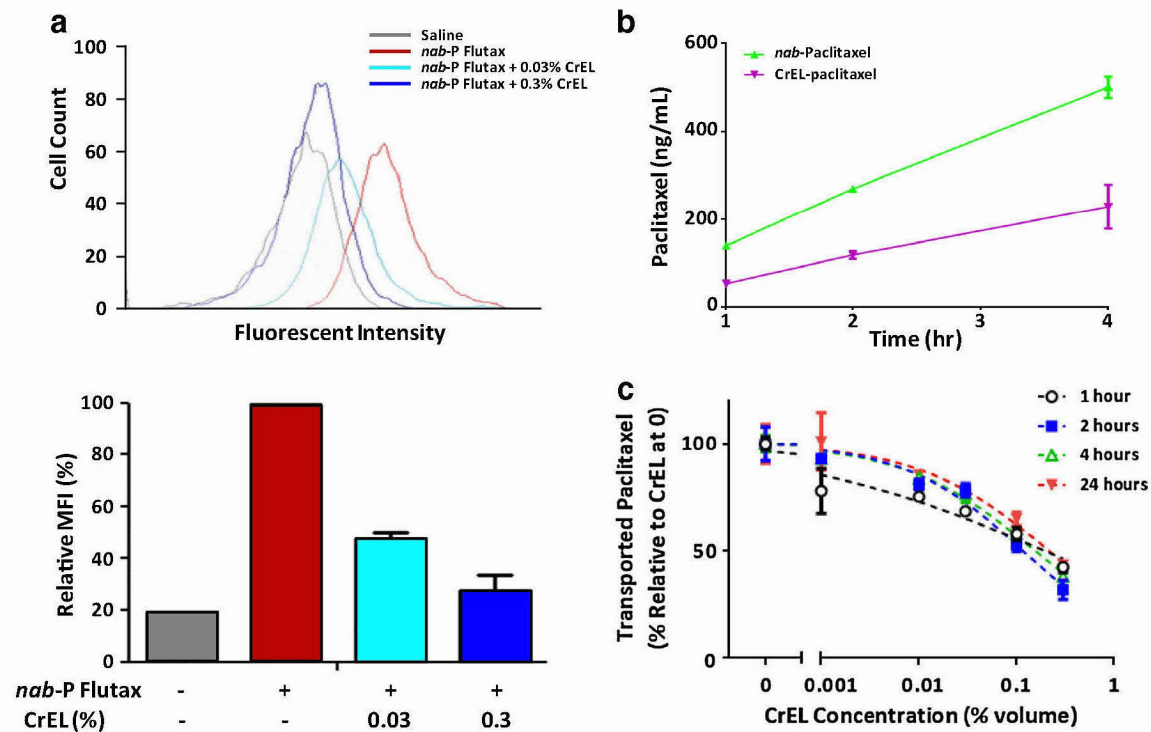 a
Saline
nab-P Flutax
nab-P Flutax + 0.03% CrEL
nab-P Flutax + 0.3% CrEL
100
80
60
40
20
0
Cell Count
Fluorescent Intensity
100
80
60
40
20
0
Relative MFI (%)
nab-P Flutax - + + +
CrEL (%) - - 0.03 0.3
b
nab-Paclitaxel
CrEL-paclitaxel
600
400
200
0
Paclitaxel (ng/mL)
1 2 3 4
Time (hr)
c
1 hour
2 hours
4 hours
24 hours
100
50
0
Transported Paclitaxel
(% Relative to CrEL at 0)
0 0.001 0.01 0.1 1
CrEL Concentration (% volume)